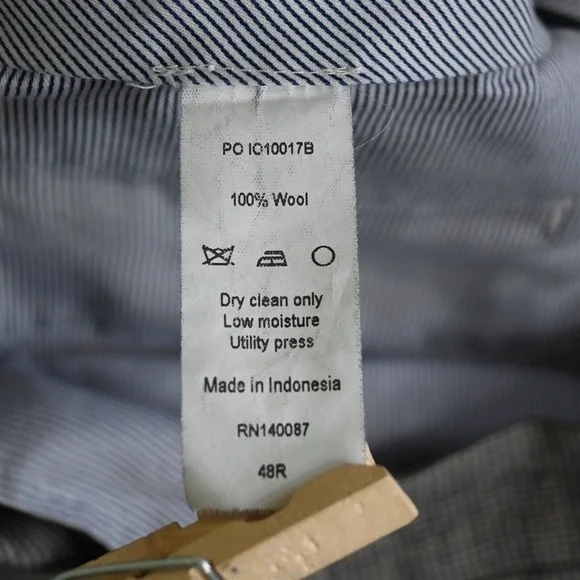 PO IO10017B
100% Wool
Dry clean only
Low moisture
Utility press
Made in Indonesia
RN140087
48R